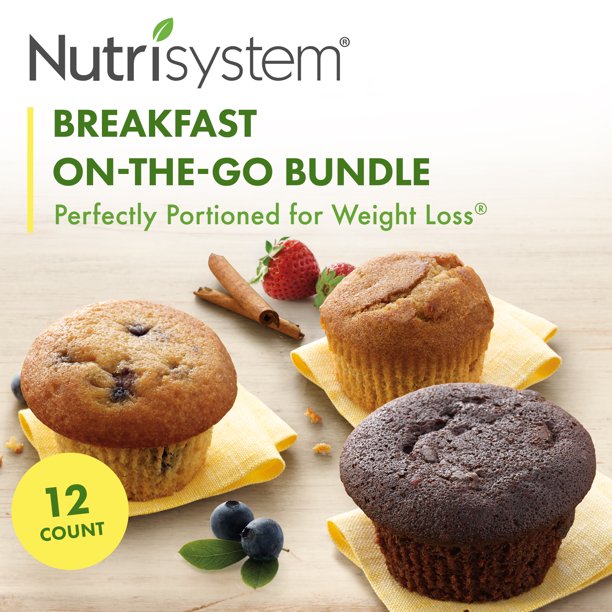 Nutrisystem®
BREAKFAST
ON-THE-GO BUNDLE
Perfectly Portioned for Weight Loss®
12
COUNT